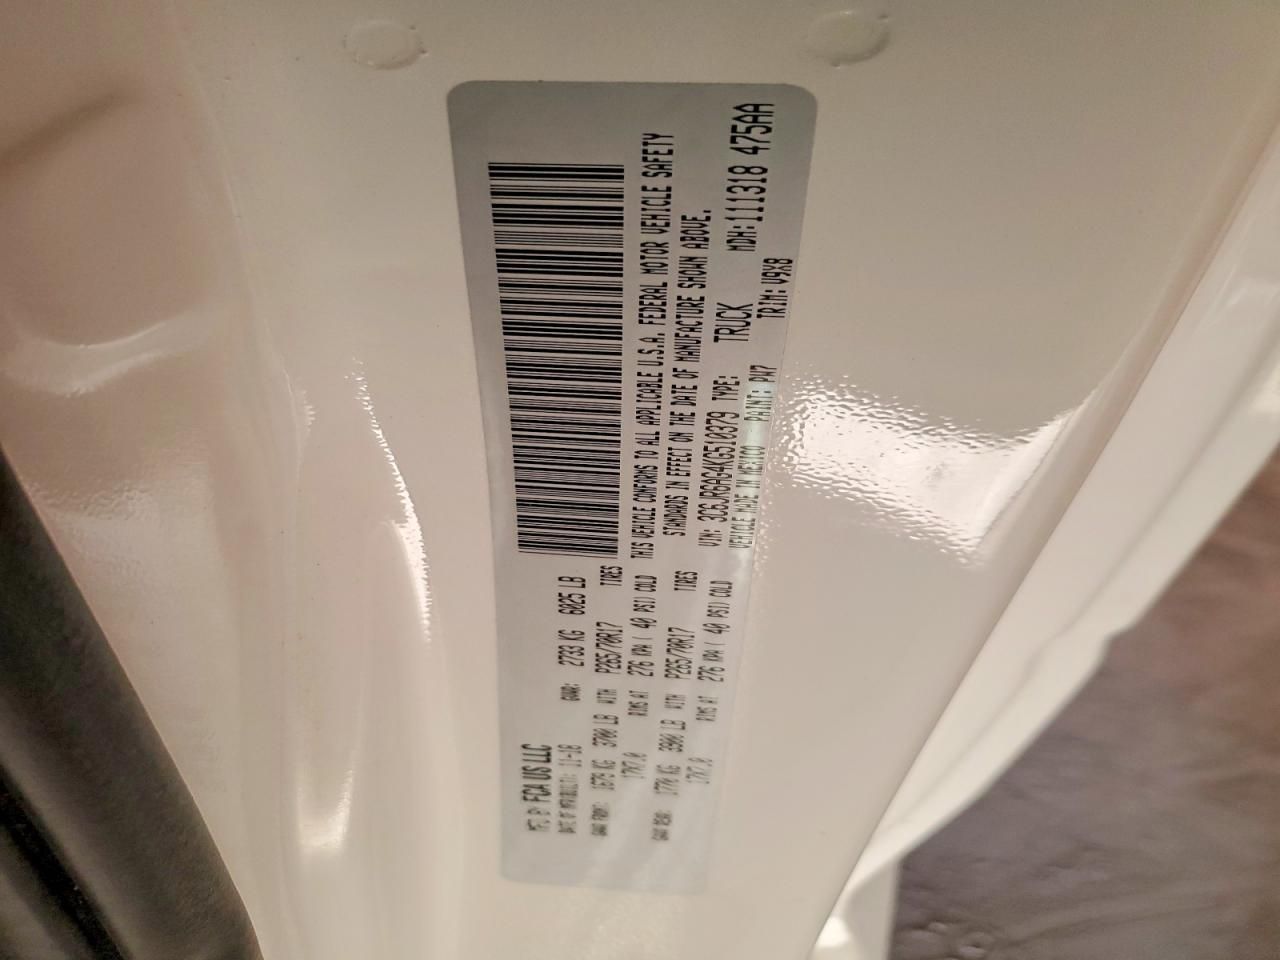 MFG BY FCA US LLC
DATE OF MFR(BUILT): 11-18 GVWR: 2733 KG 6025 LB
GAWR FRONT: 1679 KG 3700 LB WITH P265/70R17 TIRES
17X7.0 RIMS AT 276 KPA ( 40 PSI) COLD
GAWR REAR: 1770 KG 3900 LB WITH P265/70R17 TIRES
17X7.0 RIMS AT 276 KPA ( 40 PSI) COLD
THIS VEHICLE CONFORMS TO ALL APPLICABLE U.S.A. FEDERAL MOTOR VEHICLE SAFETY
STANDARDS IN EFFECT ON THE DATE OF MANUFACTURE SHOWN ABOVE.
VIN: 3C6JR6AG4KG510379 TYPE: TRUCK MDH:111318 475AA
VEHICLE MADE IN MEXICO PAINT: PW7 TRIM: V9X8